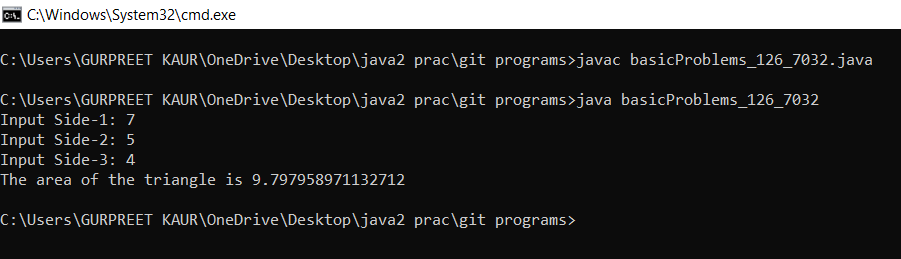 C:\Windows\System32\cmd.exe
C:\Users\GURPREET KAUR\OneDrive\Desktop\java2 prac\git programs>javac basicProblems_126_7032.java
C:\Users\GURPREET KAUR\OneDrive\Desktop\java2 prac\git programs>java basicProblems_126_7032
Input Side-1: 7
Input Side-2: 5
Input Side-3: 4
The area of the triangle is 9.797958971132712
C:\Users\GURPREET KAUR\OneDrive\Desktop\java2 prac\git programs>